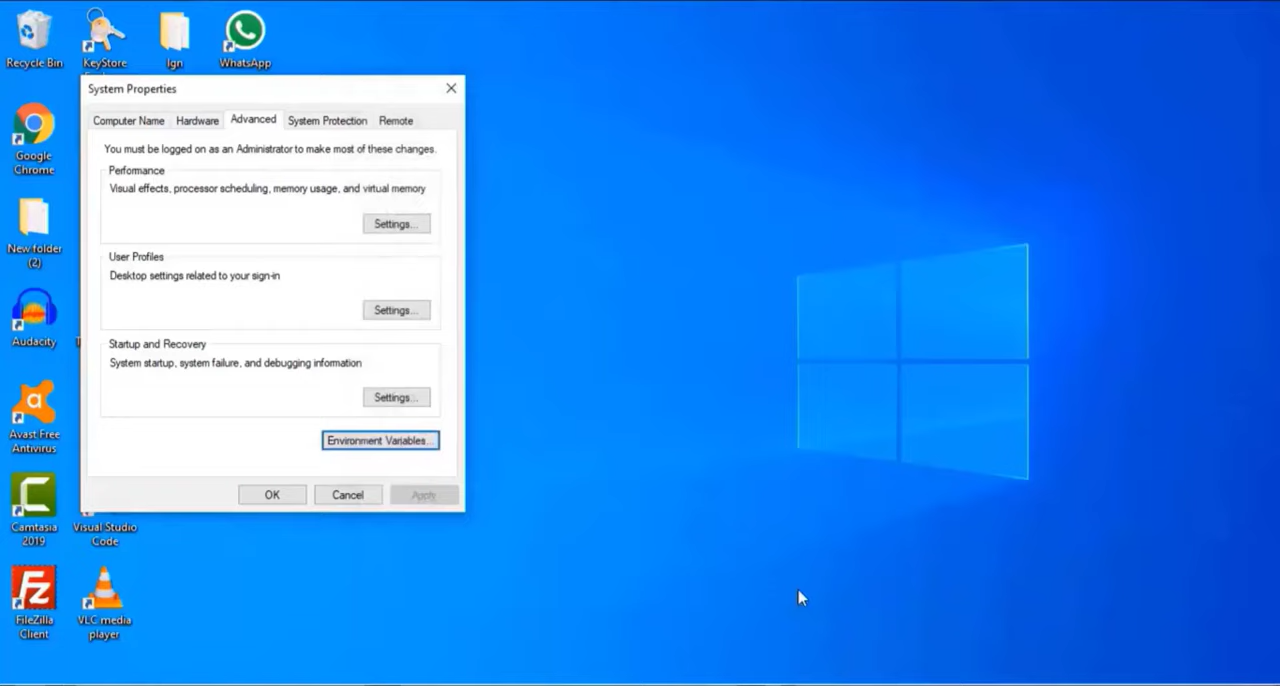 Recycle Bin
KeyStore
Ign
WhatsApp
System Properties
Computer Name
Hardware
Advanced
System Protection
Remote
You must be logged on as an Administrator to make most of these changes.
Performance
Visual effects, processor scheduling, memory usage, and virtual memory
Settings...
User Profiles
Desktop settings related to your sign-in
Settings...
Startup and Recovery
System startup, system failure, and debugging information
Settings...
Environment Variables...
OK
Cancel
Apply
Google
Chrome
New folder
(2)
Audacity
Avast Free
Antivirus
Camtasia
2019
Visual Studio
Code
FileZilla
Client
VLC media
player